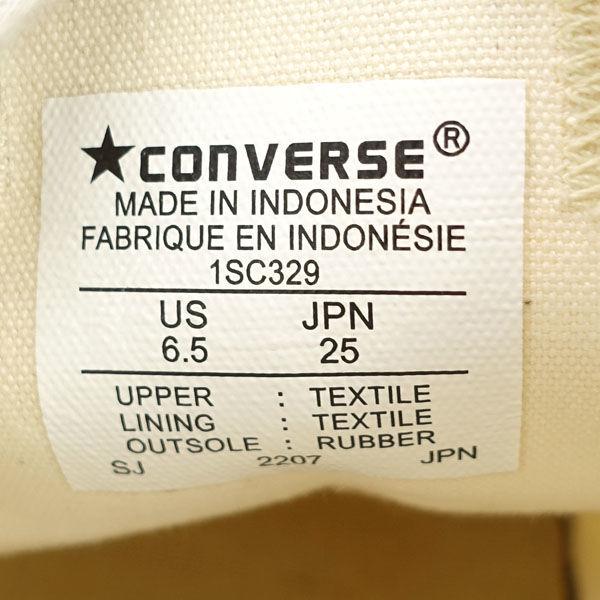 ★CONVERSE®
MADE IN INDONESIA
FABRIQUE EN INDONÉSIE
1SC329
US JPN
6.5 25
UPPER : TEXTILE
LINING : TEXTILE
OUTSOLE : RUBBER
SJ 2207 JPN